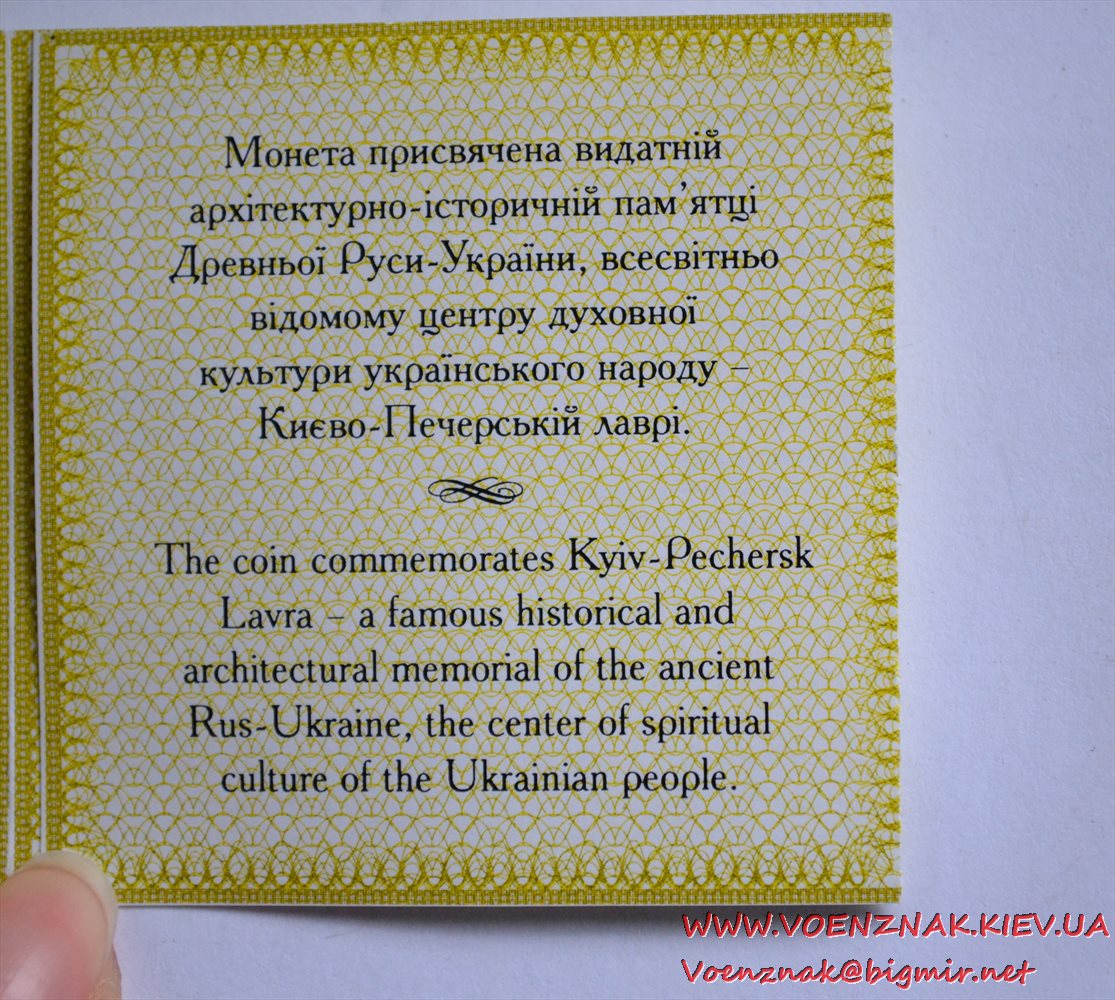 Монета присвячена видатній
архітектурно-історичній пам'ятці
Древньої Руси-України, всесвітньо
відомому центру духовної
культури українського народу –
Києво-Печерській лаврі.
The coin commemorates Kyiv-Pechersk
Lavra – a famous historical and
architectural memorial of the ancient
Rus-Ukraine, the center of spiritual
culture of the Ukrainian people.
WWW.VOENZNAK.KIEV.UA
Voenznak@bigmir.net